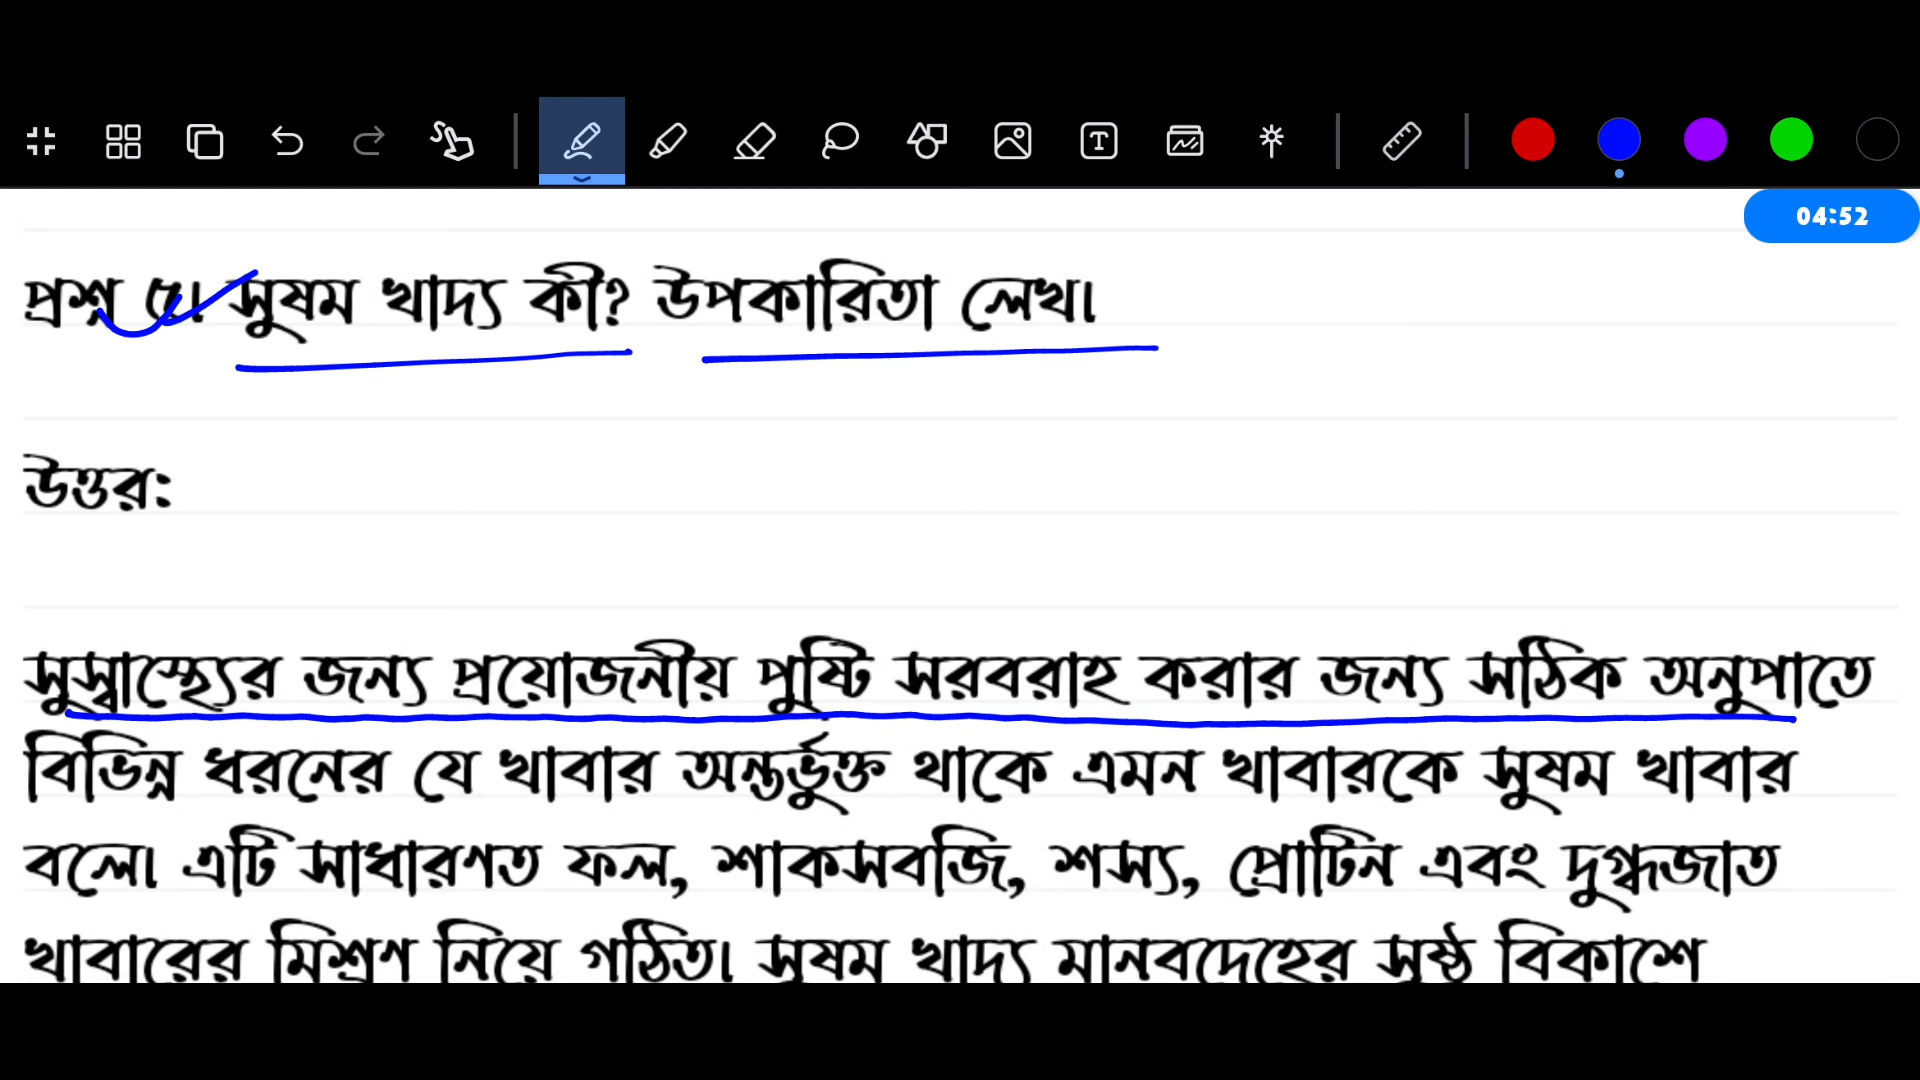 04:52
প্রশ্ন ৫। সুষম খাদ্য কী? উপকারিতা লেখ।
উত্তর:
সুস্বাস্থ্যের জন্য প্রয়োজনীয় পুষ্টি সরবরাহ করার জন্য সঠিক অনুপাতে
বিভিন্ন ধরনের যে খাবার অন্তর্ভুক্ত থাকে এমন খাবারকে সুষম খাবার
বলে। এটি সাধারণত ফল, শাকসবজি, শস্য, প্রোটিন এবং দুগ্ধজাত
খাবারের মিশ্রণ নিয়ে গঠিত। সুষম খাদ্য মানবদেহের সুষ্ঠ বিকাশে